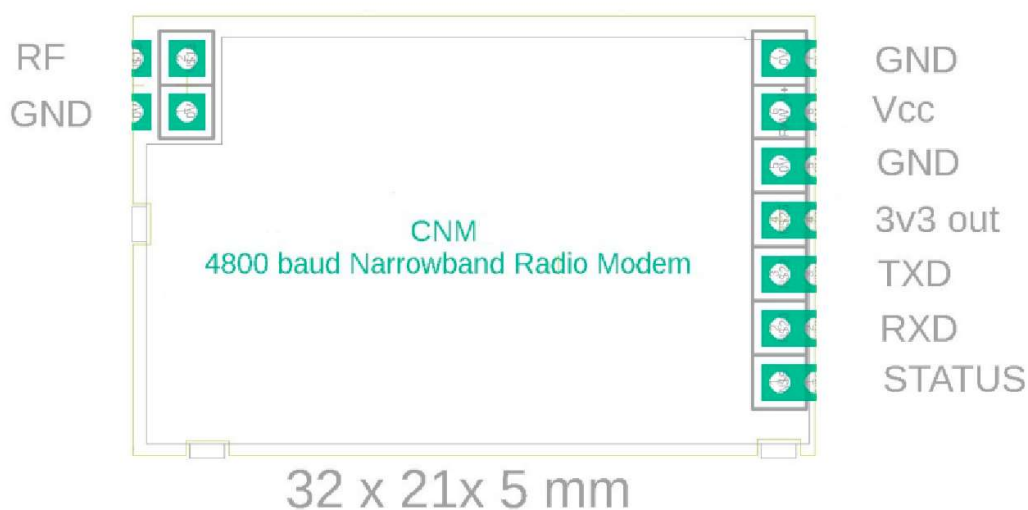 RF
GND
GND
Vcc
GND
3v3 out
TXD
RXD
STATUS
CNM
4800 baud Narrowband Radio Modem
32 x 21x 5 mm